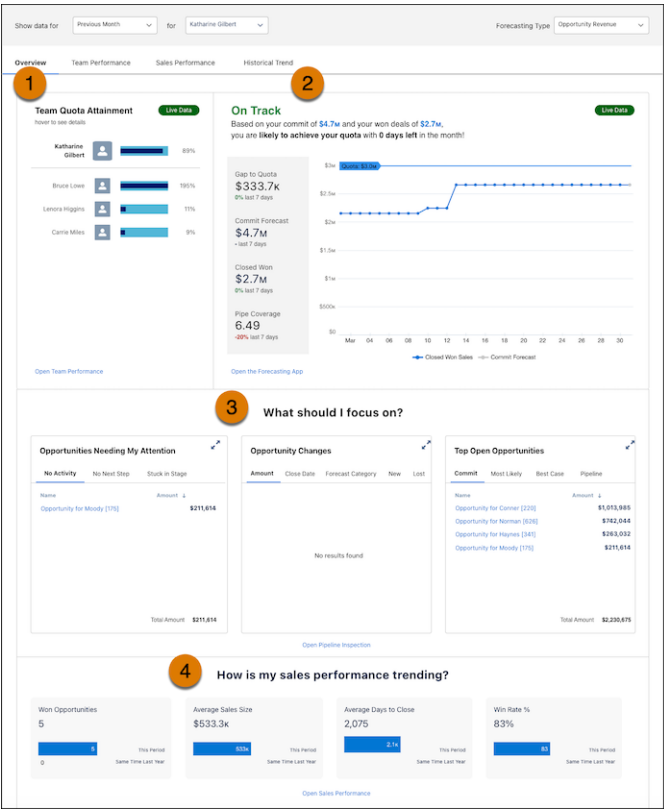 Show data for Previous Month for Katharine Gilbert Forecasting Type Opportunity Revenue
Overview Team Performance Sales Performance Historical Trend
1
2
Team Quota Attainment Live Data
hover to see details
Katharine Gilbert 89%
Bruce Lowe 195%
Lenora Higgins 11%
Carrie Miles 9%
Open Team Performance
On Track Live Data
Based on your commit of $4.7M and your won deals of $2.7M,
you are likely to achieve your quota with 0 days left in the month!
Gap to Quota
$333.7K
0% last 7 days
Commit Forecast
$4.7M
- last 7 days
Closed Won
$2.7M
0% last 7 days
Pipe Coverage
6.49
-20% last 7 days
$3M Quota: $3.0M
$2.5M
$2M
$1.5M
$1M
$500K
$0
Mar 04 06 08 10 12 14 16 18 20 22 24 26 28 30
Closed Won Sales Commit Forecast
Open the Forecasting App
3
What should I focus on?
Opportunities Needing My Attention
No Activity No Next Step Stuck in Stage
Name Amount ↓
Opportunity for Moody [175] $211,614
Total Amount $211,614
Opportunity Changes
Amount Close Date Forecast Category New Lost
No results found
Top Open Opportunities
Commit Most Likely Best Case Pipeline
Name Amount ↓
Opportunity for Conner [220] $1,013,985
Opportunity for Norman [626] $742,044
Opportunity for Haynes [341] $263,032
Opportunity for Moody [175] $211,614
Total Amount $2,230,675
Open Pipeline Inspection
4
How is my sales performance trending?
Won Opportunities
5
5 This Period
0 Same Time Last Year
Average Sales Size
$533.3K
533K This Period
Same Time Last Year
Average Days to Close
2,075
2.1K This Period
Same Time Last Year
Win Rate %
83%
83 This Period
Same Time Last Year
Open Sales Performance